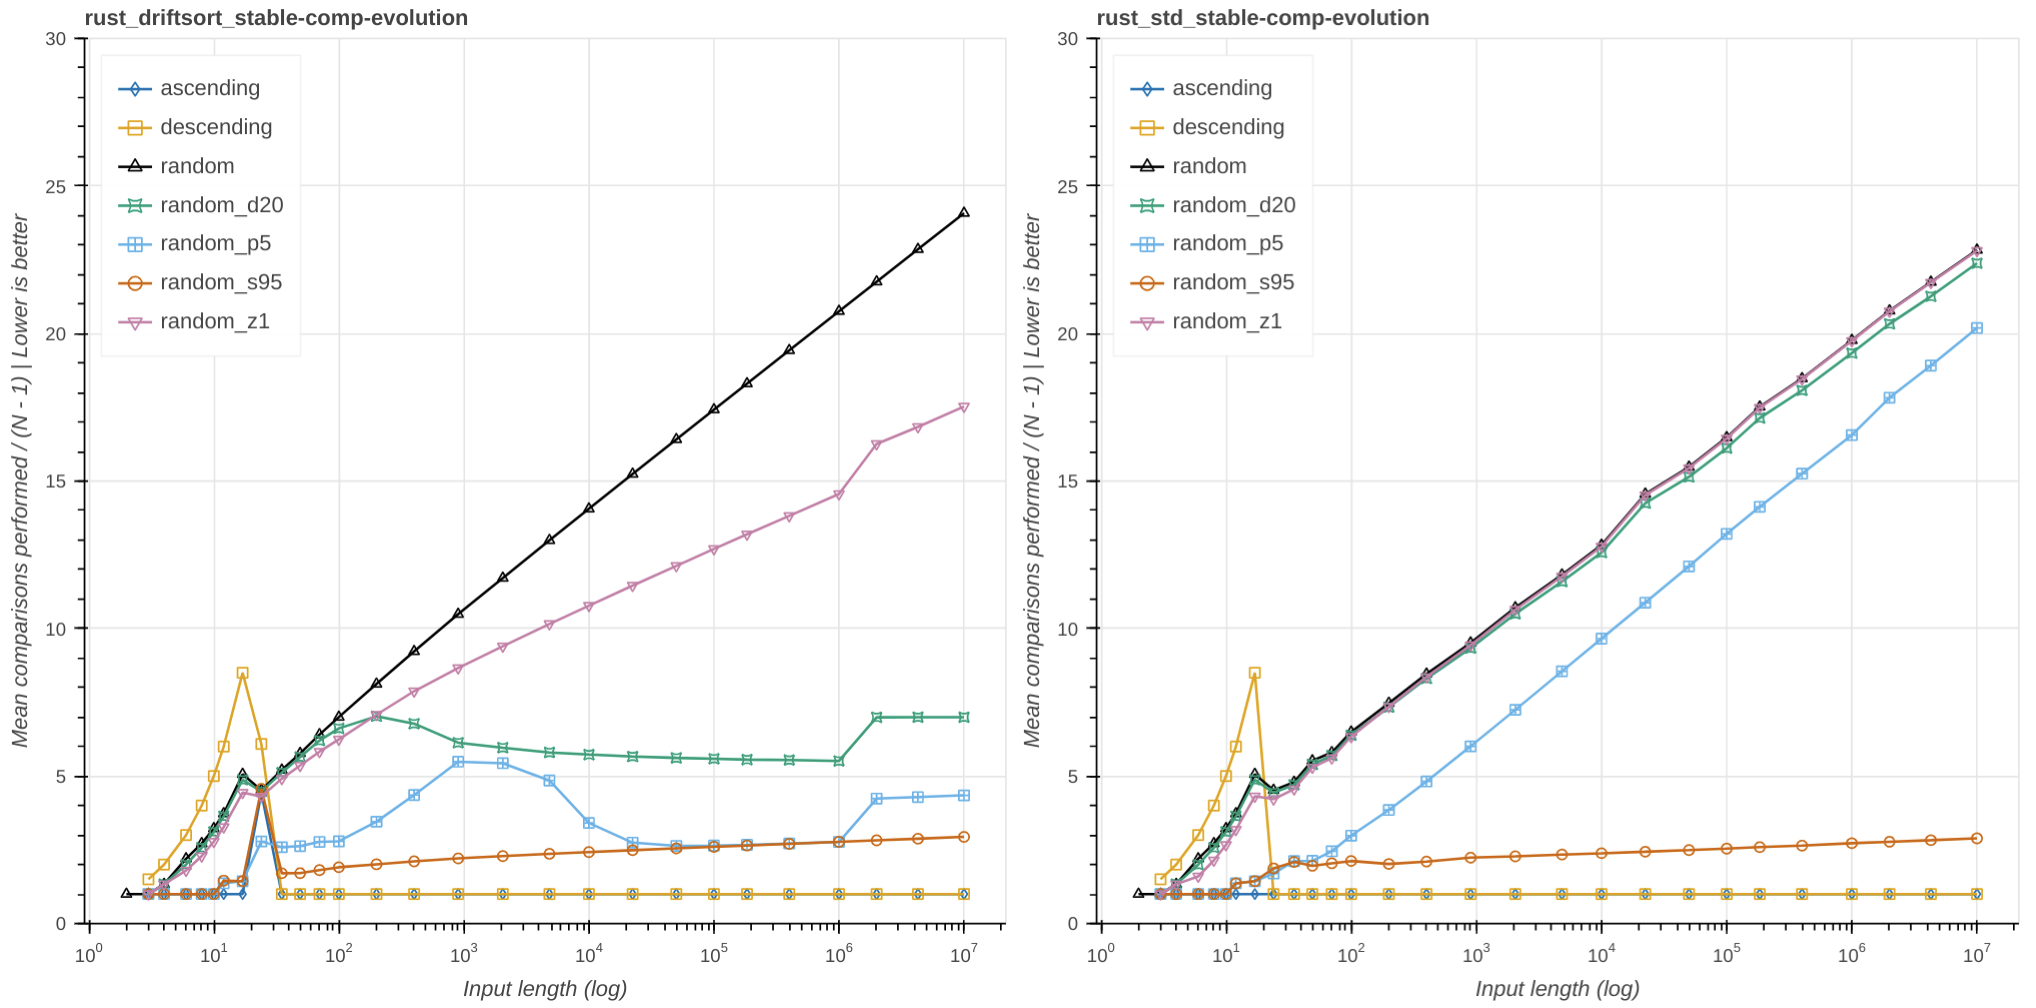 rust_driftsort_stable-comp-evolution
Mean comparisons performed / (N - 1) | Lower is better
30
25
20
15
10
5
0
ascending
descending
random
random_d20
random_p5
random_s95
random_z1
10^0 10^1 10^2 10^3 10^4 10^5 10^6 10^7
Input length (log)
rust_std_stable-comp-evolution
Mean comparisons performed / (N - 1) | Lower is better
30
25
20
15
10
5
0
ascending
descending
random
random_d20
random_p5
random_s95
random_z1
10^0 10^1 10^2 10^3 10^4 10^5 10^6 10^7
Input length (log)